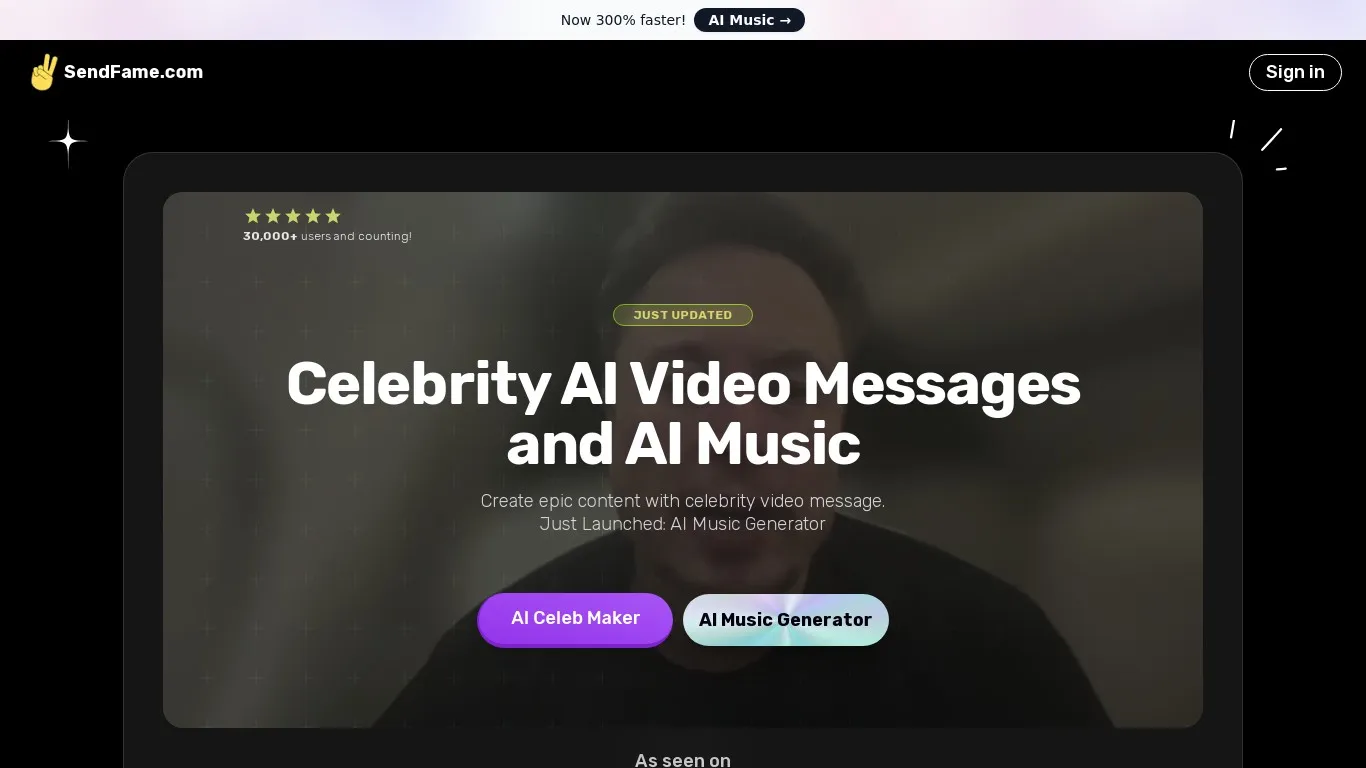 Now 300% faster! AI Music →
SendFame.com
Sign in
30,000+ users and counting!
JUST UPDATED
Celebrity AI Video Messages
and AI Music
Create epic content with celebrity video message.
Just Launched: AI Music Generator
AI Celeb Maker
AI Music Generator
As seen on